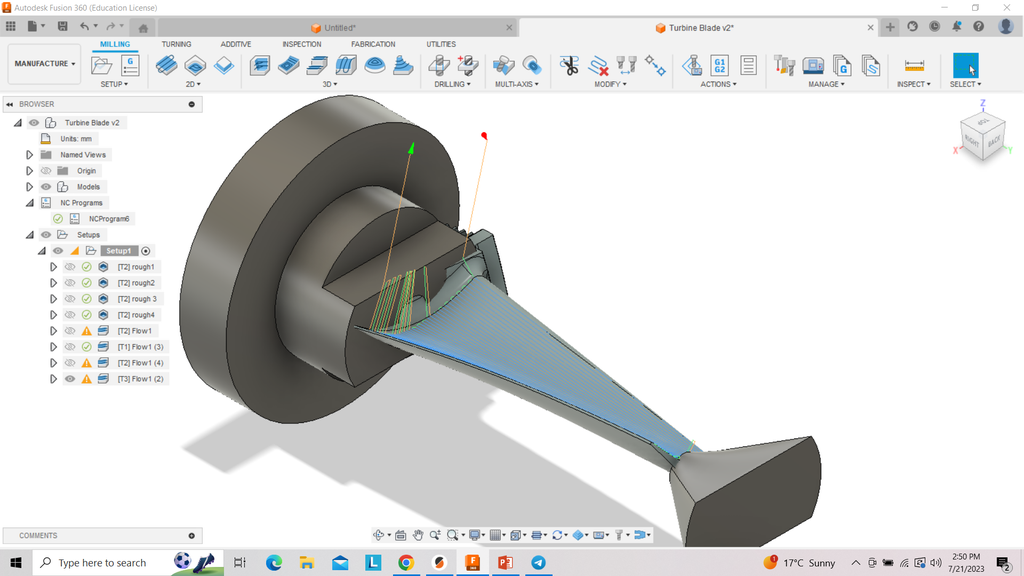 Autodesk Fusion 360 (Education License)
Untitled*
Turbine Blade v2*
MILLING TURNING ADDITIVE INSPECTION FABRICATION UTILITIES
MANUFACTURE
SETUP 2D 3D DRILLING MULTI-AXIS MODIFY ACTIONS MANAGE INSPECT SELECT
G
G1
G2
G
BROWSER
Turbine Blade v2
Units: mm
Named Views
Origin
Models
NC Programs
NCProgram6
Setups
Setup1
[T2] rough1
[T2] rough2
[T2] rough 3
[T2] rough4
[T2] Flow1
[T1] Flow1 (3)
[T2] Flow1 (4)
[T3] Flow1 (2)
Z
TOP
RIGHT BACK
X Y
COMMENTS
Type here to search
17°C Sunny
2:50 PM
7/21/2023
2